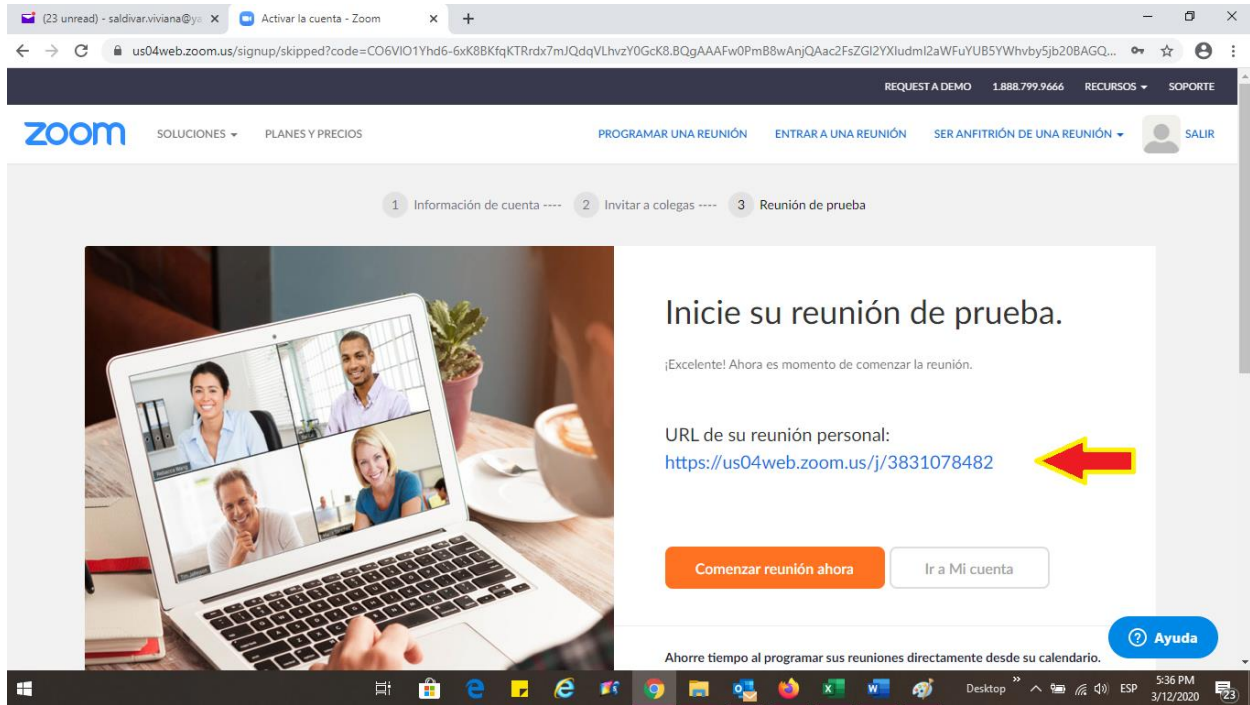 (23 unread) - saldivar.viviana@ya
Activar la cuenta - Zoom
us04web.zoom.us/signup/skipped?code=CO6VIO1Yhd6-6xK8BKfqKTRrdx7mJQdqVLhvzY0GcK8.BQgAAAFw0PmB8wAnjQAac2FsZGl2YXIudml2aWFuYUB5YWhvby5jb20BAGQ...
REQUEST A DEMO 1.888.799.9666 RECURSOS SOPORTE
zoom SOLUCIONES PLANES Y PRECIOS PROGRAMAR UNA REUNIÓN ENTRAR A UNA REUNIÓN SER ANFITRIÓN DE UNA REUNIÓN SALIR
1 Información de cuenta ---- 2 Invitar a colegas ---- 3 Reunión de prueba
Inicie su reunión de prueba.
¡Excelente! Ahora es momento de comenzar la reunión.
URL de su reunión personal:
https://us04web.zoom.us/j/3831078482
Comenzar reunión ahora Ir a Mi cuenta
Ayuda
Ahorre tiempo al programar sus reuniones directamente desde su calendario.
Desktop ESP 5:36 PM
3/12/2020 23